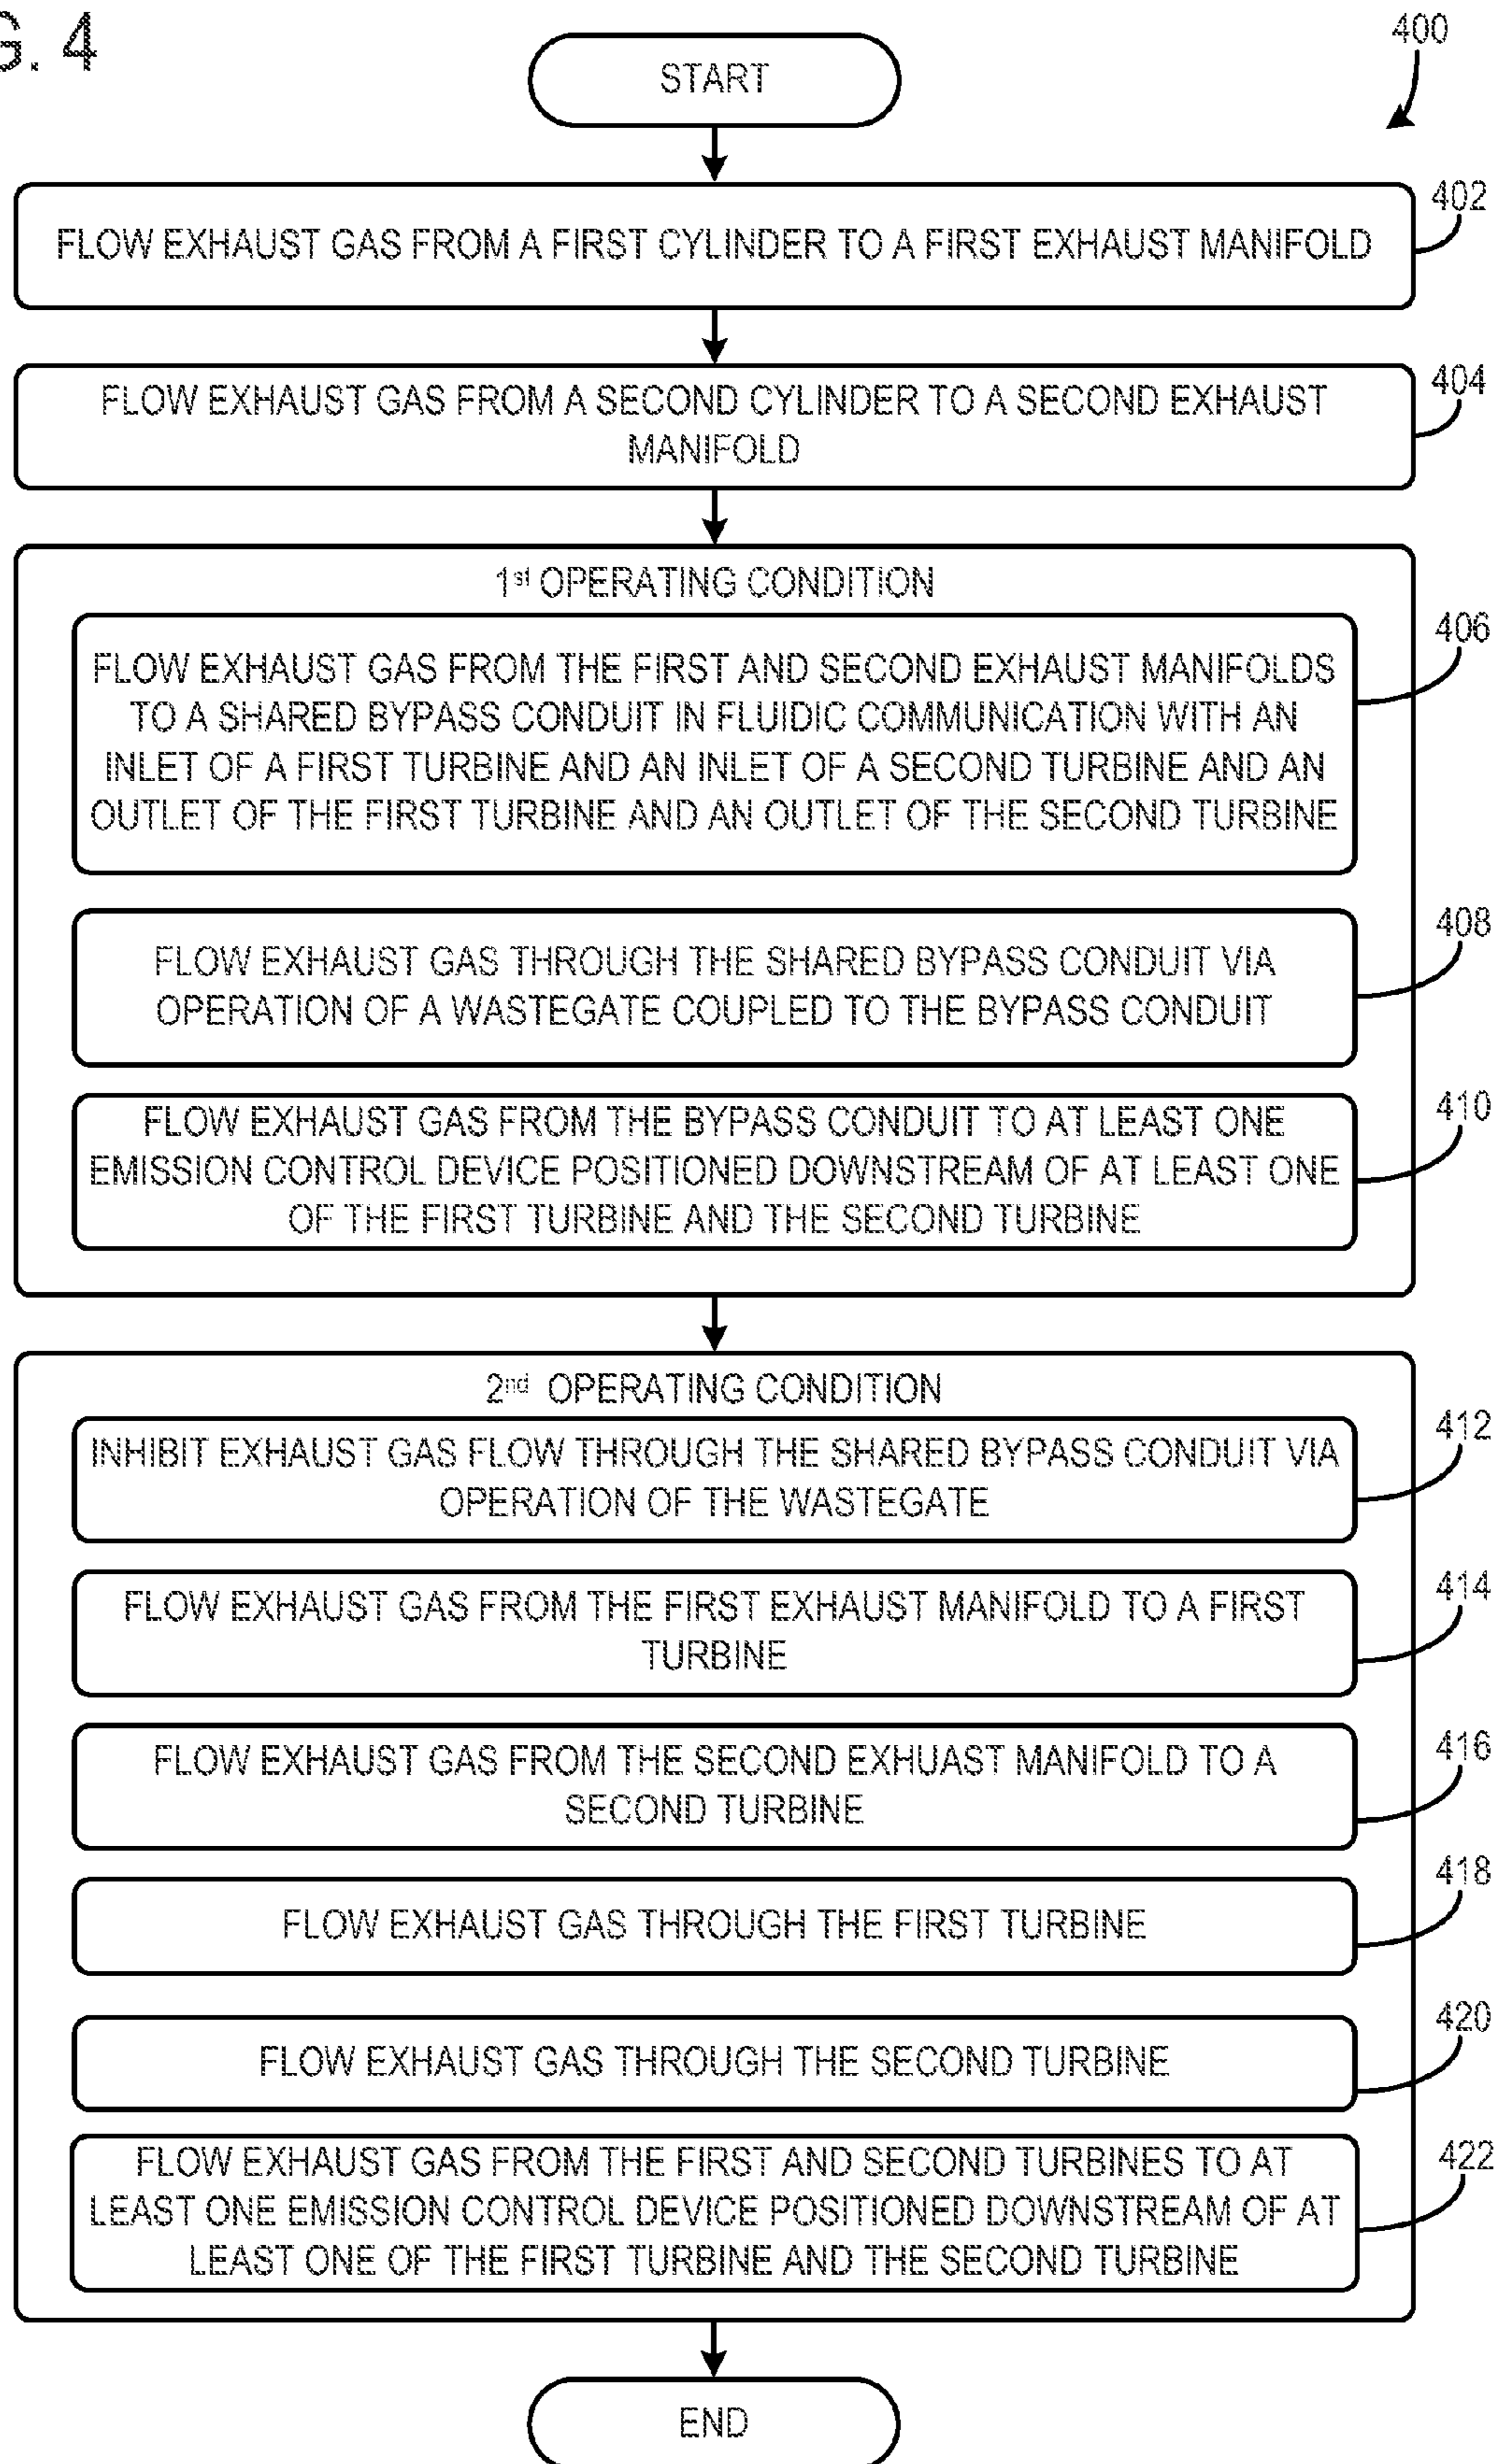 G. 4
400
START
402
FLOW EXHAUST GAS FROM A FIRST CYLINDER TO A FIRST EXHAUST MANIFOLD
404
FLOW EXHAUST GAS FROM A SECOND CYLINDER TO A SECOND EXHAUST
MANIFOLD
1st OPERATING CONDITION
406
FLOW EXHAUST GAS FROM THE FIRST AND SECOND EXHAUST MANIFOLDS
TO A SHARED BYPASS CONDUIT IN FLUIDIC COMMUNICATION WITH AN
INLET OF A FIRST TURBINE AND AN INLET OF A SECOND TURBINE AND AN
OUTLET OF THE FIRST TURBINE AND AN OUTLET OF THE SECOND TURBINE
408
FLOW EXHAUST GAS THROUGH THE SHARED BYPASS CONDUIT VIA
OPERATION OF A WASTEGATE COUPLED TO THE BYPASS CONDUIT
410
FLOW EXHAUST GAS FROM THE BYPASS CONDUIT TO AT LEAST ONE
EMISSION CONTROL DEVICE POSITIONED DOWNSTREAM OF AT LEAST ONE
OF THE FIRST TURBINE AND THE SECOND TURBINE
2nd OPERATING CONDITION
412
INHIBIT EXHAUST GAS FLOW THROUGH THE SHARED BYPASS CONDUIT VIA
OPERATION OF THE WASTEGATE
414
FLOW EXHAUST GAS FROM THE FIRST EXHAUST MANIFOLD TO A FIRST
TURBINE
416
FLOW EXHAUST GAS FROM THE SECOND EXHUAST MANIFOLD TO A
SECOND TURBINE
418
FLOW EXHAUST GAS THROUGH THE FIRST TURBINE
420
FLOW EXHAUST GAS THROUGH THE SECOND TURBINE
422
FLOW EXHAUST GAS FROM THE FIRST AND SECOND TURBINES TO AT
LEAST ONE EMISSION CONTROL DEVICE POSITIONED DOWNSTREAM OF AT
LEAST ONE OF THE FIRST TURBINE AND THE SECOND TURBINE
END